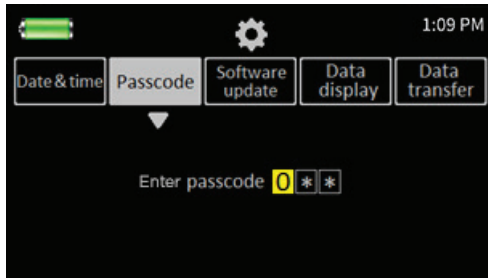 1:09 PM
Date & time Passcode Software update Data display Data transfer
Enter passcode 0**